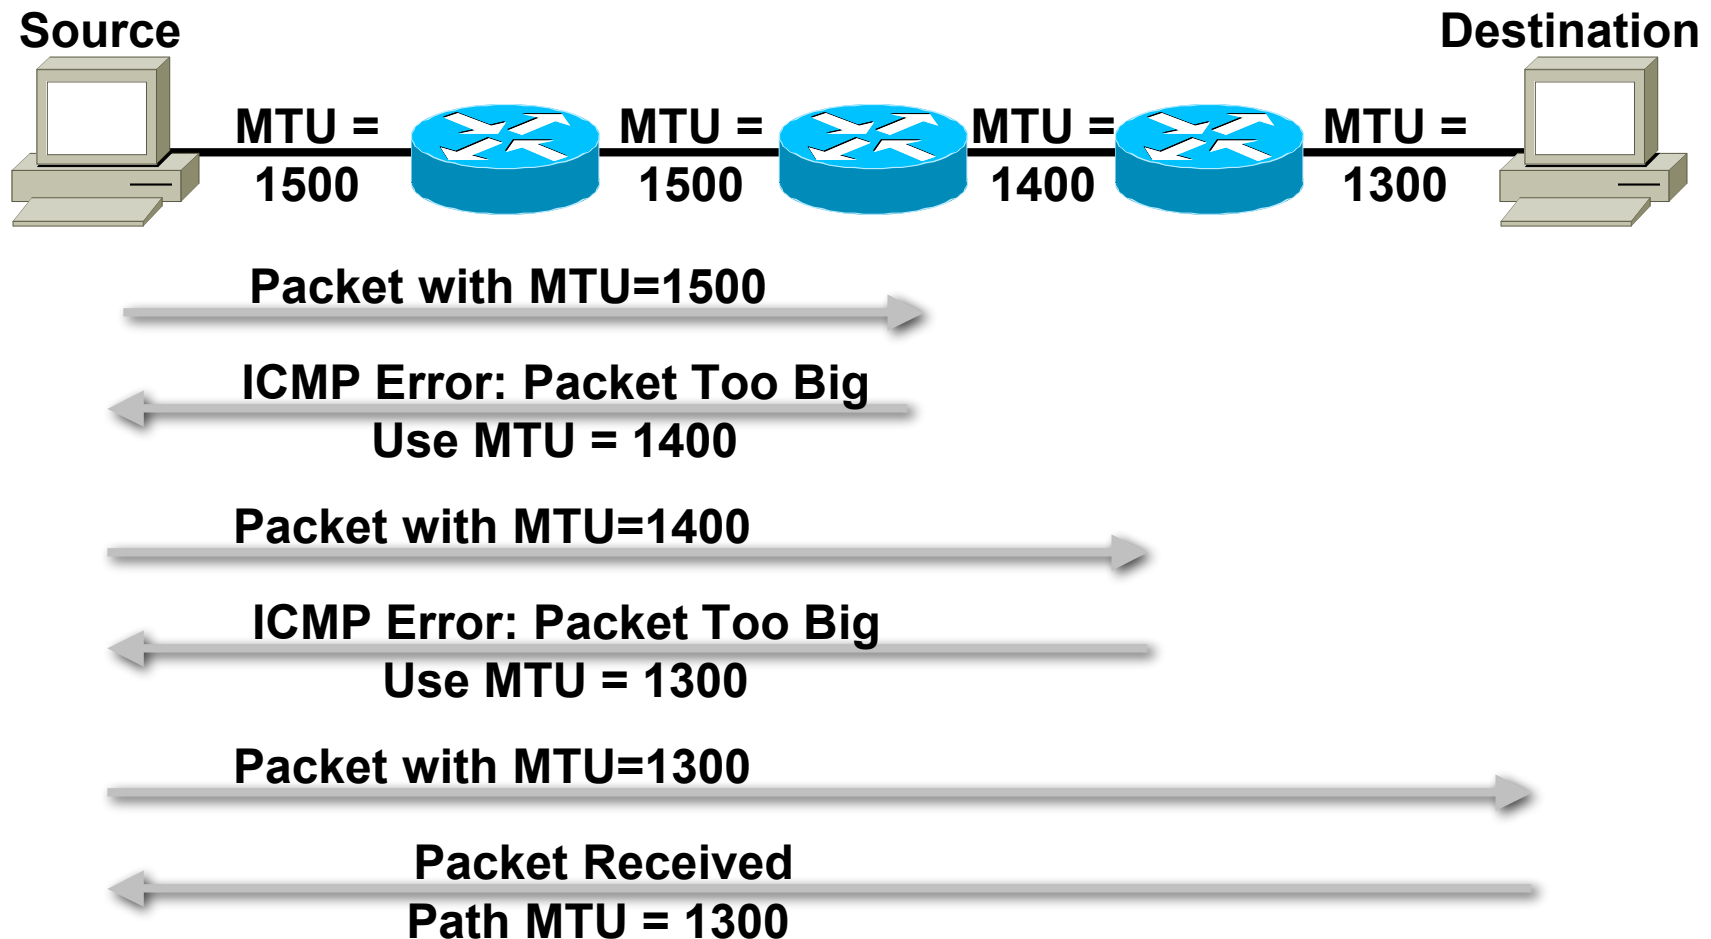 Source
Destination
MTU =
1500
MTU =
1500
MTU =
1400
MTU =
1300
Packet with MTU=1500
ICMP Error: Packet Too Big
Use MTU = 1400
Packet with MTU=1400
ICMP Error: Packet Too Big
Use MTU = 1300
Packet with MTU=1300
Packet Received
Path MTU = 1300